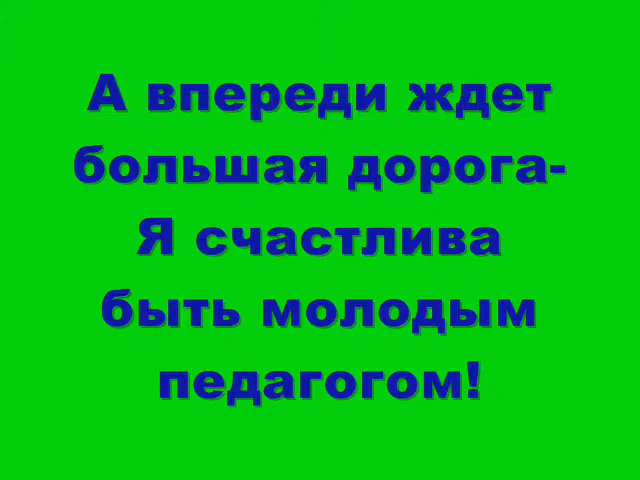 А впереди ждет
большая дорога-
Я счастлива
быть молодым
педагогом!